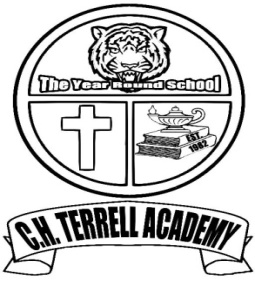 The Year Round School
EST.
1982
C.H. TERRELL ACADEMY